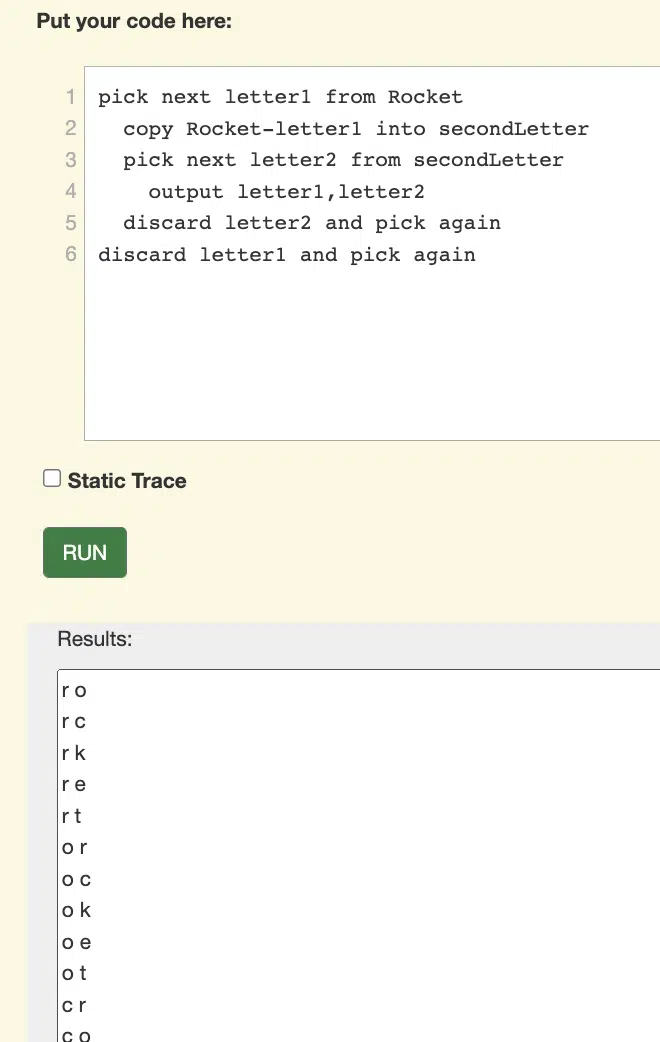 Put your code here:
1 pick next letter1 from Rocket
2 copy Rocket-letter1 into secondLetter
3 pick next letter2 from secondLetter
4 output letter1,letter2
5 discard letter2 and pick again
6 discard letter1 and pick again
Static Trace
RUN
Results:
r o
r c
r k
r e
r t
o r
o c
o k
o e
o t
c r
c o